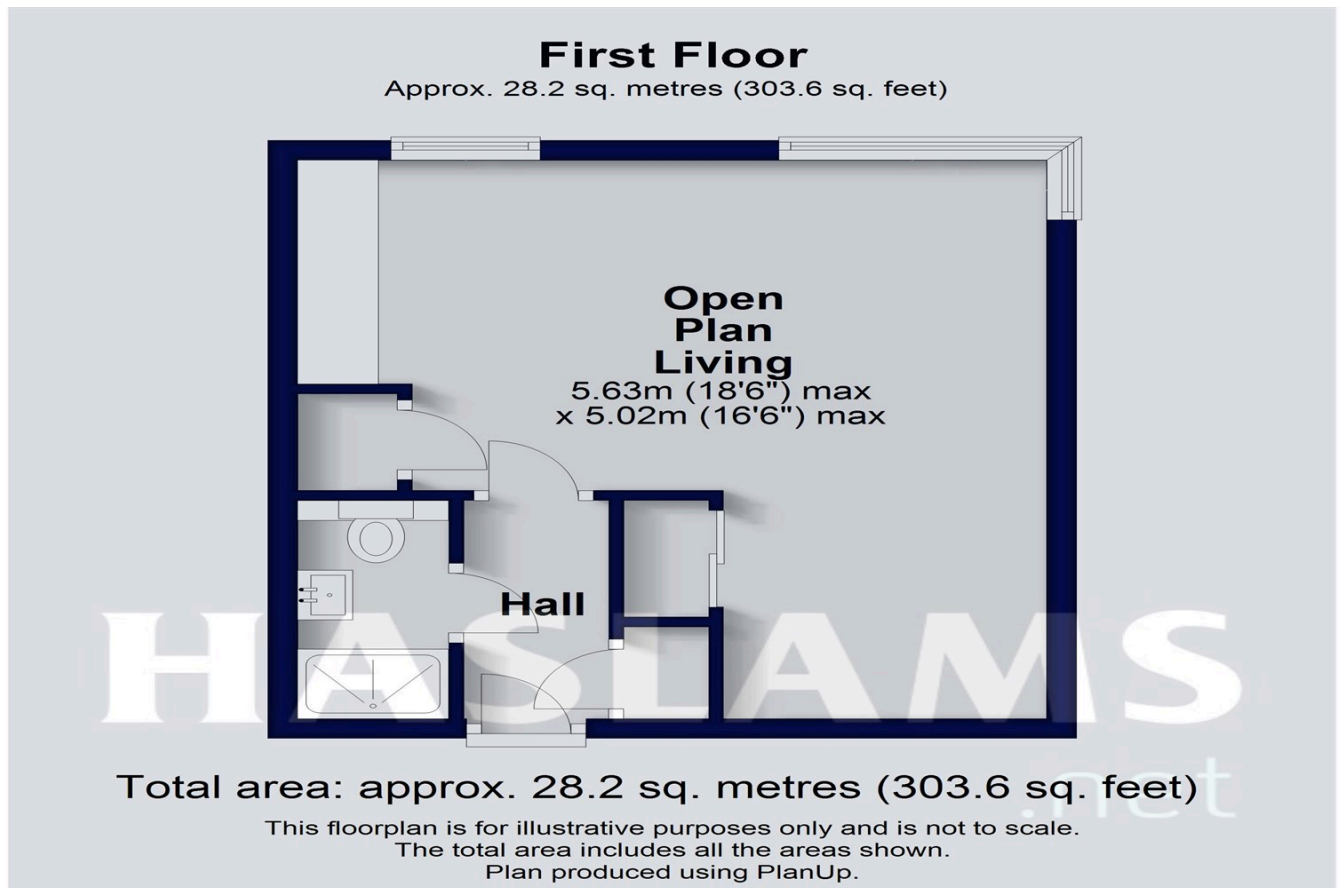 First Floor
Approx. 28.2 sq. metres (303.6 sq. feet)
Open
Plan
Living
5.63m (18'6") max
x 5.02m (16'6") max
Hall
HASLAMS
.net
Total area: approx. 28.2 sq. metres (303.6 sq. feet)
This floorplan is for illustrative purposes only and is not to scale.
The total area includes all the areas shown.
Plan produced using PlanUp.